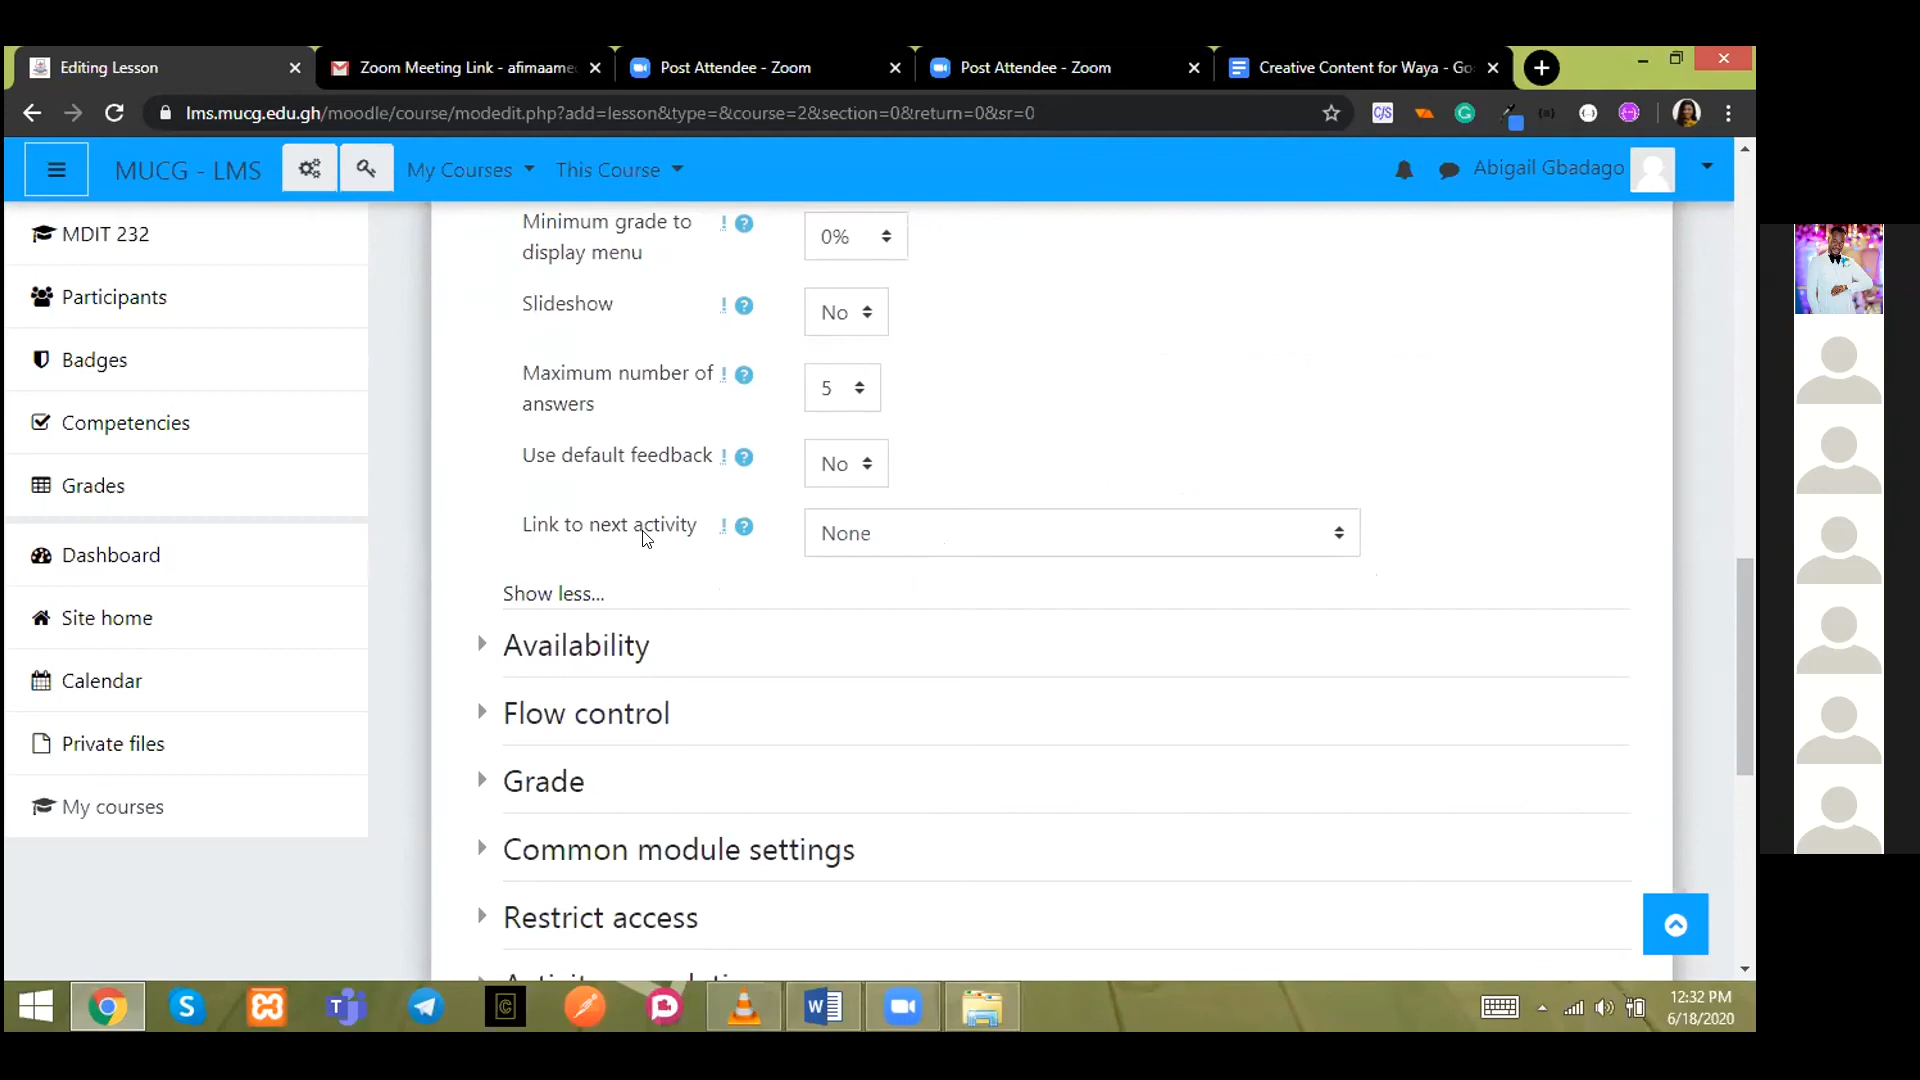 Editing Lesson
Zoom Meeting Link - afimaame
Post Attendee - Zoom
Post Attendee - Zoom
Creative Content for Waya - Go
lms.mucg.edu.gh/moodle/course/modedit.php?add=lesson&type=&course=2&section=0&return=0&sr=0
MUCG - LMS
My Courses
This Course
Abigail Gbadago
MDIT 232
Participants
Badges
Competencies
Grades
Dashboard
Site home
Calendar
Private files
My courses
Minimum grade to
display menu
0%
Slideshow
No
Maximum number of
answers
5
Use default feedback
No
Link to next activity
None
Show less...
Availability
Flow control
Grade
Common module settings
Restrict access
12:32 PM
6/18/2020